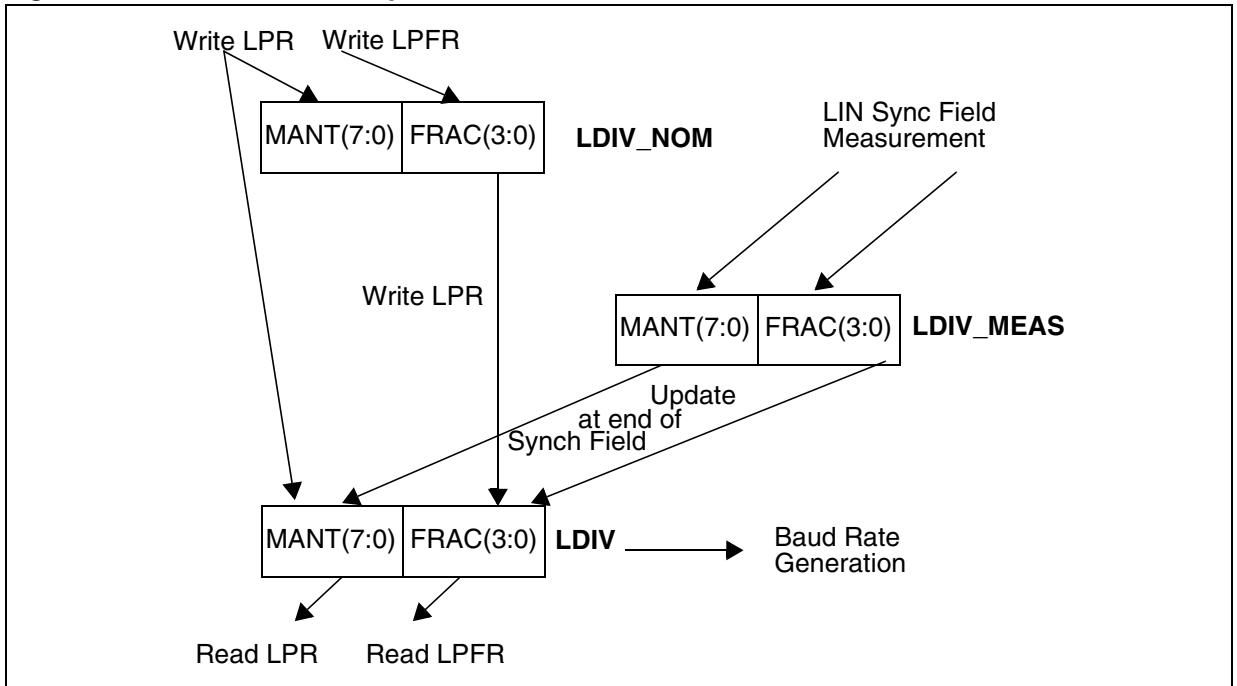 Write LPR
Write LPFR
MANT(7:0)
FRAC(3:0)
LDIV_NOM
LIN Sync Field
Measurement
Write LPR
MANT(7:0)
FRAC(3:0)
LDIV_MEAS
Update
at end of
Synch Field
MANT(7:0)
FRAC(3:0)
LDIV
Baud Rate
Generation
Read LPR
Read LPFR